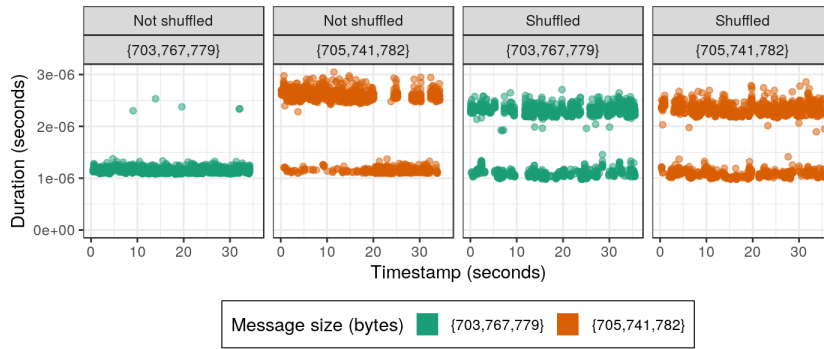 Not shuffled Not shuffled Shuffled Shuffled
{703,767,779} {705,741,782} {703,767,779} {705,741,782}
3e-06
2e-06
1e-06
0e+00
Duration (seconds)
0 10 20 30 0 10 20 30 0 10 20 30 0 10 20 30
Timestamp (seconds)
Message size (bytes) {703,767,779} {705,741,782}